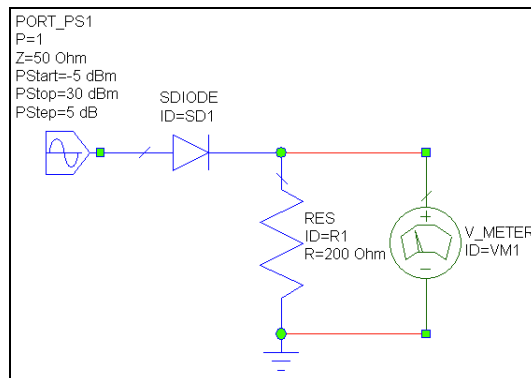 PORT_PS1
P=1
Z=50 Ohm
PStart=-5 dBm
PStop=30 dBm
PStep=5 dB
SDIODE
ID=SD1
RES
ID=R1
R=200 Ohm
V_METER
ID=VM1